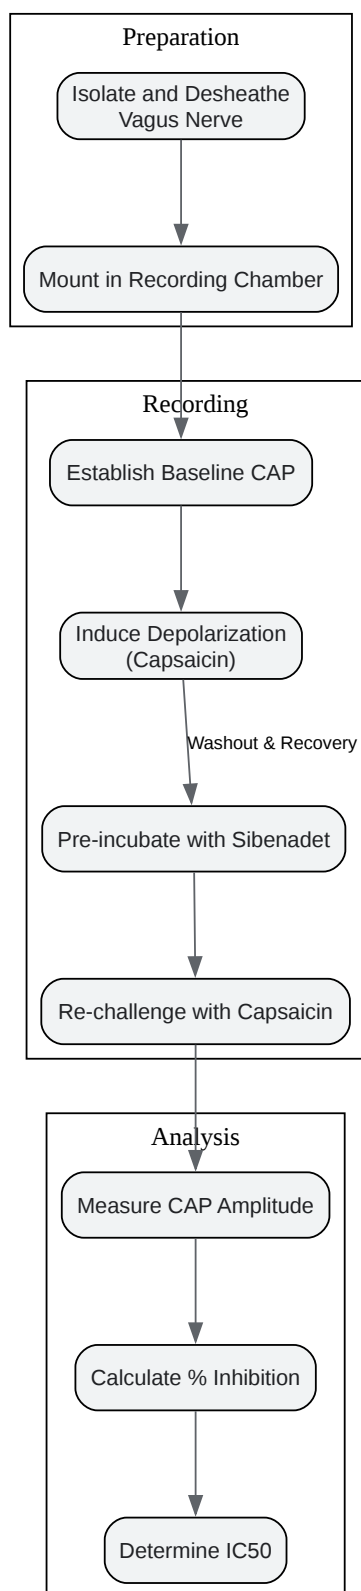 Preparation
Isolate and Desheathe
Vagus Nerve
Mount in Recording Chamber
Recording
Establish Baseline CAP
Induce Depolarization
(Capsaicin)
Washout & Recovery
Pre-incubate with Sibenadet
Re-challenge with Capsaicin
Analysis
Measure CAP Amplitude
Calculate % Inhibition
Determine IC50